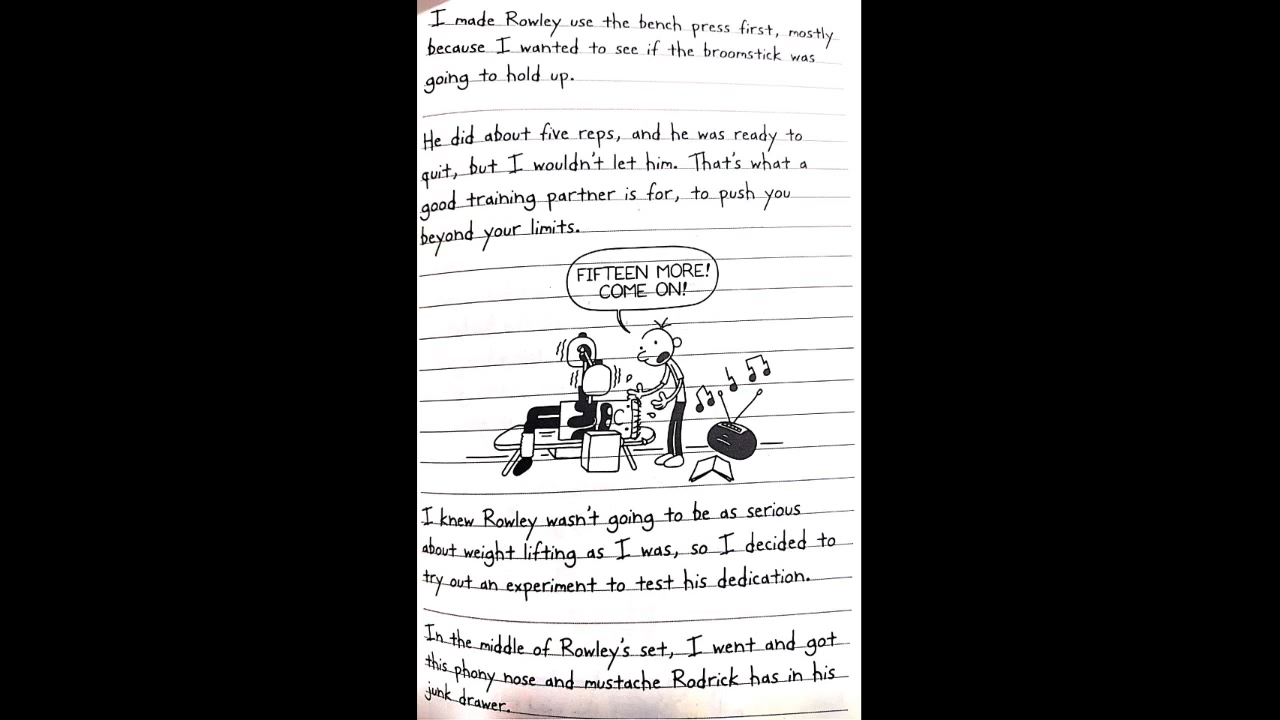 I made Rowley use the bench press first, mostly
because I wanted to see if the broomstick was
going to hold up.
He did about five reps, and he was ready to
quit, but I wouldn't let him. That's what a
good training partner is for, to push you
beyond your limits.
FIFTEEN MORE!
COME ON!
I knew Rowley wasn't going to be as serious
about weight lifting as I was, so I decided to
try out an experiment to test his dedication.
In the middle of Rowley's set, I went and got
this phony nose and mustache Rodrick has in his
junk drawer.